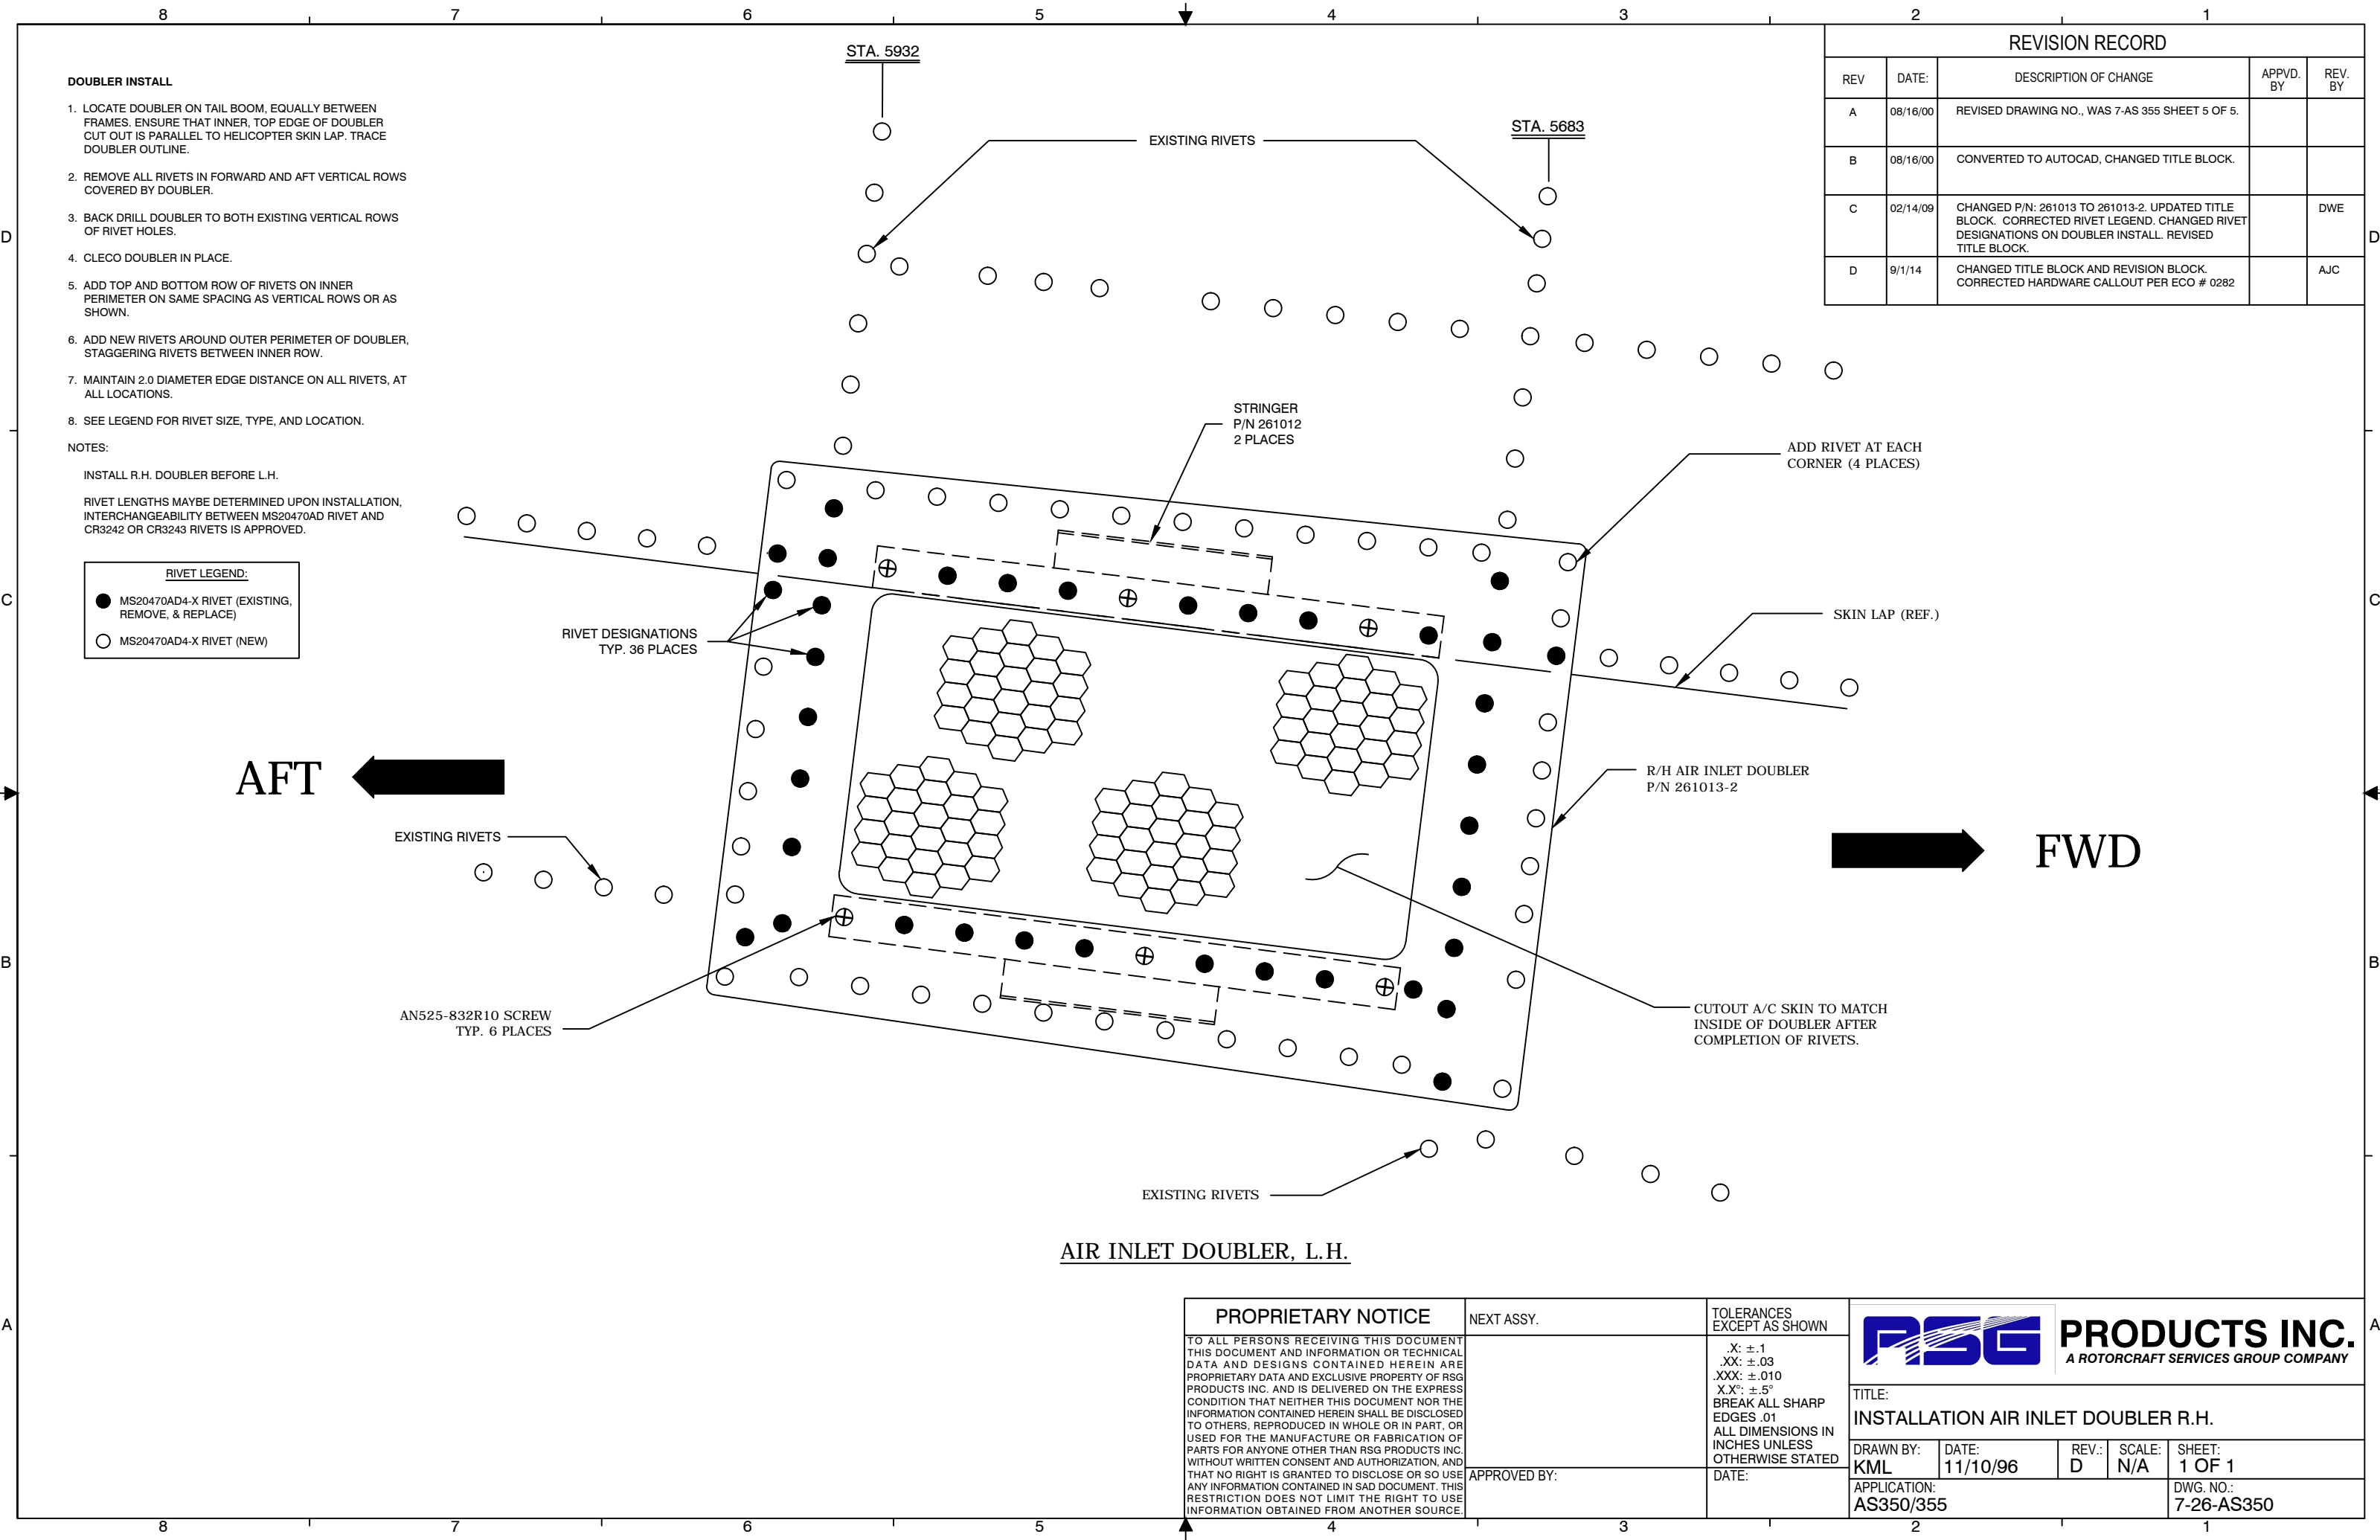 8 7 6 5 4 3 2 1
STA. 5932
STA. 5683
EXISTING RIVETS
DOUBLER INSTALL
1. LOCATE DOUBLER ON TAIL BOOM, EQUALLY BETWEEN
FRAMES. ENSURE THAT INNER, TOP EDGE OF DOUBLER
CUT OUT IS PARALLEL TO HELICOPTER SKIN LAP. TRACE
DOUBLER OUTLINE.
2. REMOVE ALL RIVETS IN FORWARD AND AFT VERTICAL ROWS
COVERED BY DOUBLER.
3. BACK DRILL DOUBLER TO BOTH EXISTING VERTICAL ROWS
OF RIVET HOLES.
4. CLECO DOUBLER IN PLACE.
5. ADD TOP AND BOTTOM ROW OF RIVETS ON INNER
PERIMETER ON SAME SPACING AS VERTICAL ROWS OR AS
SHOWN.
6. ADD NEW RIVETS AROUND OUTER PERIMETER OF DOUBLER,
STAGGERING RIVETS BETWEEN INNER ROW.
7. MAINTAIN 2.0 DIAMETER EDGE DISTANCE ON ALL RIVETS, AT
ALL LOCATIONS.
8. SEE LEGEND FOR RIVET SIZE, TYPE, AND LOCATION.
NOTES:
INSTALL R.H. DOUBLER BEFORE L.H.
RIVET LENGTHS MAYBE DETERMINED UPON INSTALLATION,
INTERCHANGEABILITY BETWEEN MS20470AD RIVET AND
CR3242 OR CR3243 RIVETS IS APPROVED.
RIVET LEGEND:
MS20470AD4-X RIVET (EXISTING,
REMOVE, & REPLACE)
MS20470AD4-X RIVET (NEW)
REVISION RECORD
REV DATE: DESCRIPTION OF CHANGE APPVD. BY REV. BY
A 08/16/00 REVISED DRAWING NO., WAS 7-AS 355 SHEET 5 OF 5.
B 08/16/00 CONVERTED TO AUTOCAD, CHANGED TITLE BLOCK.
C 02/14/09 CHANGED P/N: 261013 TO 261013-2. UPDATED TITLE DWE
BLOCK. CORRECTED RIVET LEGEND. CHANGED RIVET
DESIGNATIONS ON DOUBLER INSTALL. REVISED
TITLE BLOCK.
D 9/1/14 CHANGED TITLE BLOCK AND REVISION BLOCK. AJC
CORRECTED HARDWARE CALLOUT PER ECO # 0282
D D
C C
B B
A A
STRINGER
P/N 261012
2 PLACES
ADD RIVET AT EACH
CORNER (4 PLACES)
RIVET DESIGNATIONS
TYP. 36 PLACES
SKIN LAP (REF.)
AFT
R/H AIR INLET DOUBLER
P/N 261013-2
EXISTING RIVETS
FWD
AN525-832R10 SCREW
TYP. 6 PLACES
CUTOUT A/C SKIN TO MATCH
INSIDE OF DOUBLER AFTER
COMPLETION OF RIVETS.
EXISTING RIVETS
AIR INLET DOUBLER, L.H.
PROPRIETARY NOTICE
TO ALL PERSONS RECEIVING THIS DOCUMENT
THIS DOCUMENT AND INFORMATION OR TECHNICAL
DATA AND DESIGNS CONTAINED HEREIN ARE
PROPRIETARY DATA AND EXCLUSIVE PROPERTY OF RSG
PRODUCTS INC. AND IS DELIVERED ON THE EXPRESS
CONDITION THAT NEITHER THIS DOCUMENT NOR THE
INFORMATION CONTAINED HEREIN SHALL BE DISCLOSED
TO OTHERS, REPRODUCED IN WHOLE OR IN PART, OR
USED FOR THE MANUFACTURE OR FABRICATION OF
PARTS FOR ANYONE OTHER THAN RSG PRODUCTS INC.
WITHOUT WRITTEN CONSENT AND AUTHORIZATION, AND
THAT NO RIGHT IS GRANTED TO DISCLOSE OR SO USE
ANY INFORMATION CONTAINED IN SAD DOCUMENT. THIS
RESTRICTION DOES NOT LIMIT THE RIGHT TO USE
INFORMATION OBTAINED FROM ANOTHER SOURCE.
NEXT ASSY.
APPROVED BY:
TOLERANCES
EXCEPT AS SHOWN
.X: ±.1
.XX: ±.03
.XXX: ±.010
X.X°: ±.5°
BREAK ALL SHARP
EDGES .01
ALL DIMENSIONS IN
INCHES UNLESS
OTHERWISE STATED
DATE:
RSG PRODUCTS INC.
A ROTORCRAFT SERVICES GROUP COMPANY
TITLE:
INSTALLATION AIR INLET DOUBLER R.H.
DRAWN BY: DATE: REV.: SCALE: SHEET:
KML 11/10/96 D N/A 1 OF 1
APPLICATION: DWG. NO.:
AS350/355 7-26-AS350
8 7 6 5 4 3 2 1